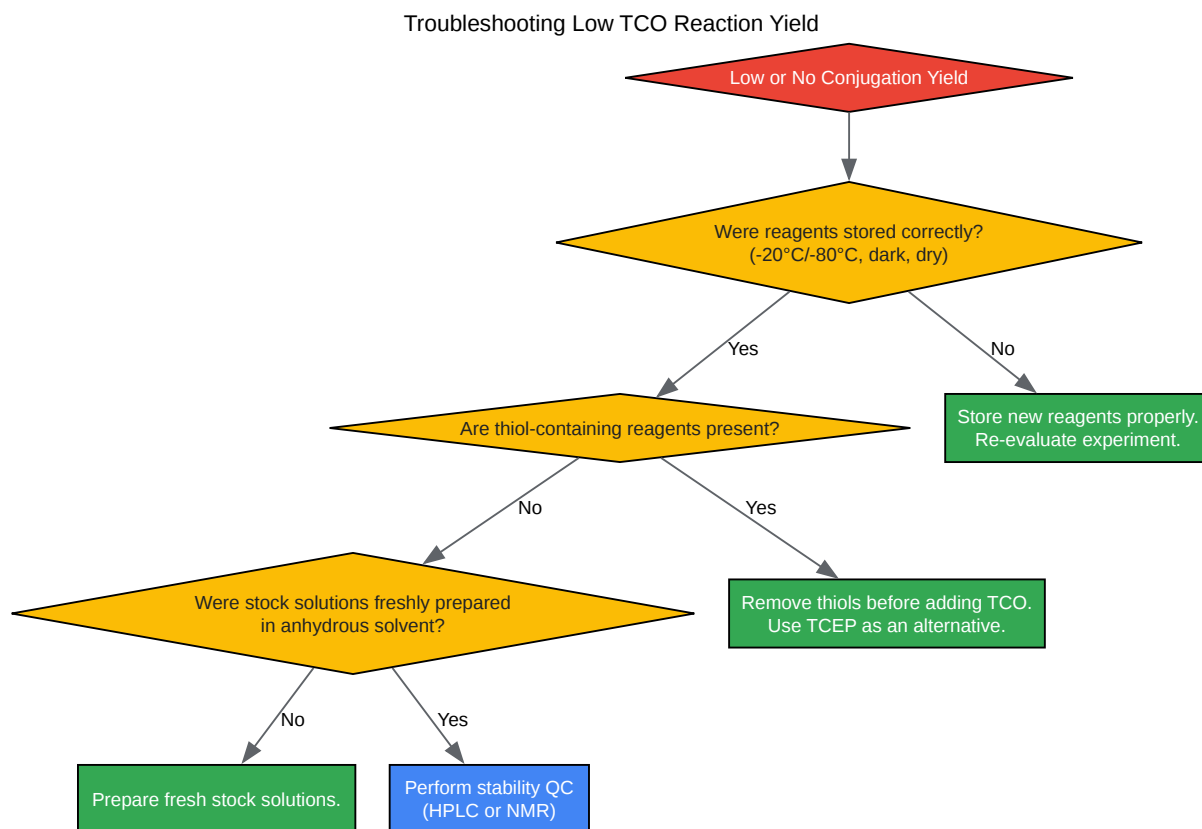 Troubleshooting Low TCO Reaction Yield
Low or No Conjugation Yield
Were reagents stored correctly?
(-20°C/-80°C, dark, dry)
Yes
No
Are thiol-containing reagents present?
Store new reagents properly.
Re-evaluate experiment.
No
Yes
Were stock solutions freshly prepared
in anhydrous solvent?
Remove thiols before adding TCO.
Use TCEP as an alternative.
No
Yes
Prepare fresh stock solutions.
Perform stability QC
(HPLC or NMR)